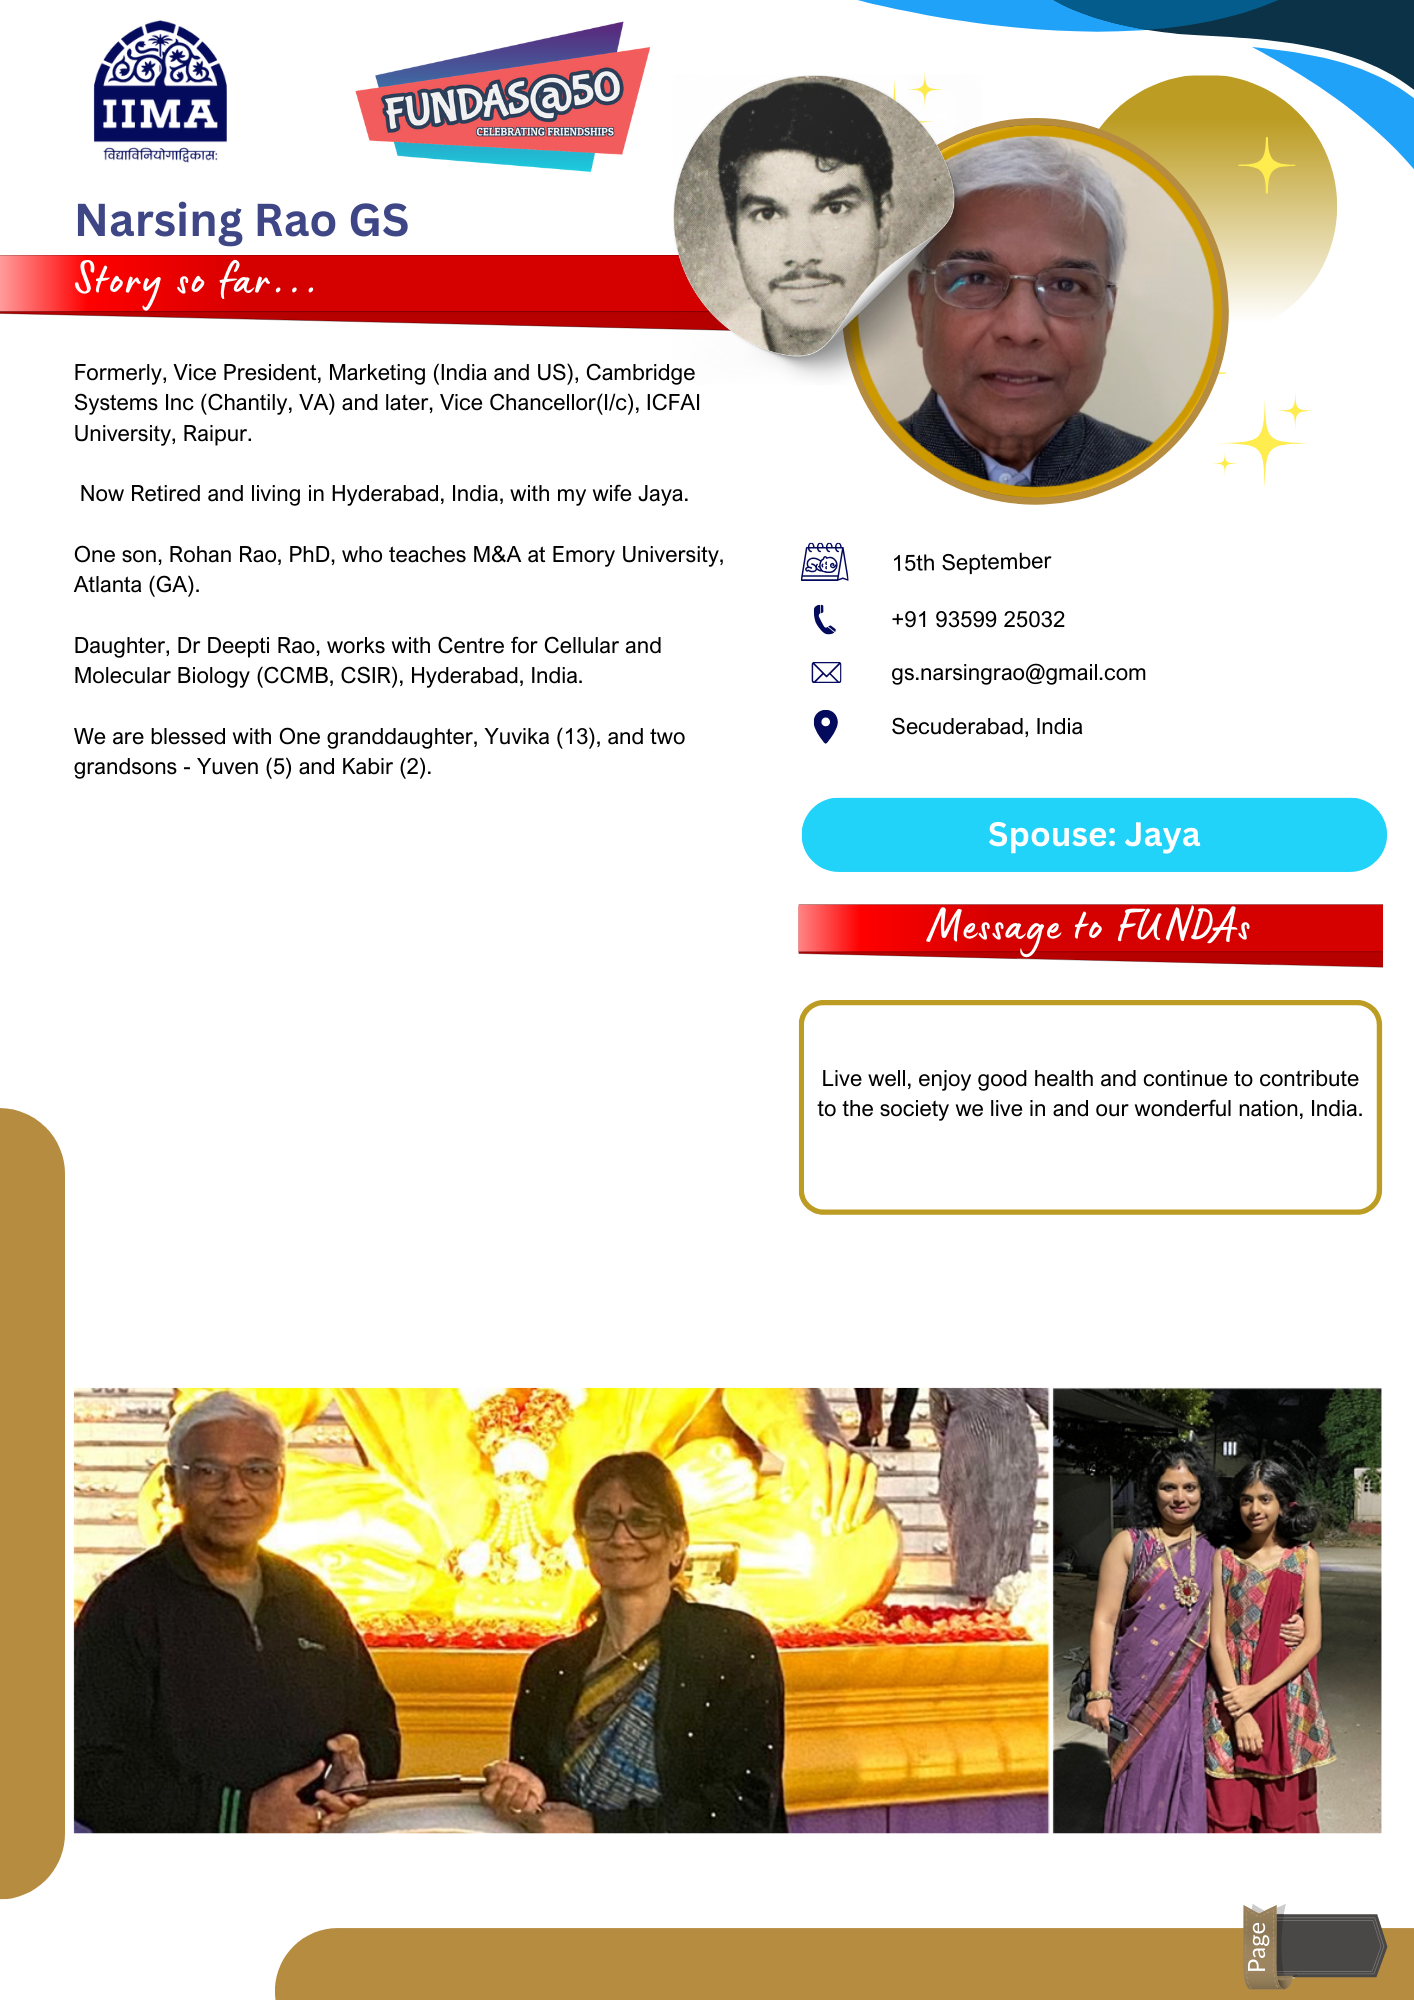 IIMA
विद्याविनियोगाद्विकासः
FUNDAS@50
CELEBRATING FRIENDSHIPS
Narsing Rao GS
Story so far...
Formerly, Vice President, Marketing (India and US), Cambridge
Systems Inc (Chantily, VA) and later, Vice Chancellor(I/c), ICFAI
University, Raipur.
Now Retired and living in Hyderabad, India, with my wife Jaya.
One son, Rohan Rao, PhD, who teaches M&A at Emory University,
Atlanta (GA).
Daughter, Dr Deepti Rao, works with Centre for Cellular and
Molecular Biology (CCMB, CSIR), Hyderabad, India.
We are blessed with One granddaughter, Yuvika (13), and two
grandsons - Yuven (5) and Kabir (2).
15th September
+91 93599 25032
gs.narsingrao@gmail.com
Secuderabad, India
Spouse: Jaya
Message to FUNDAs
Live well, enjoy good health and continue to contribute
to the society we live in and our wonderful nation, India.
Page